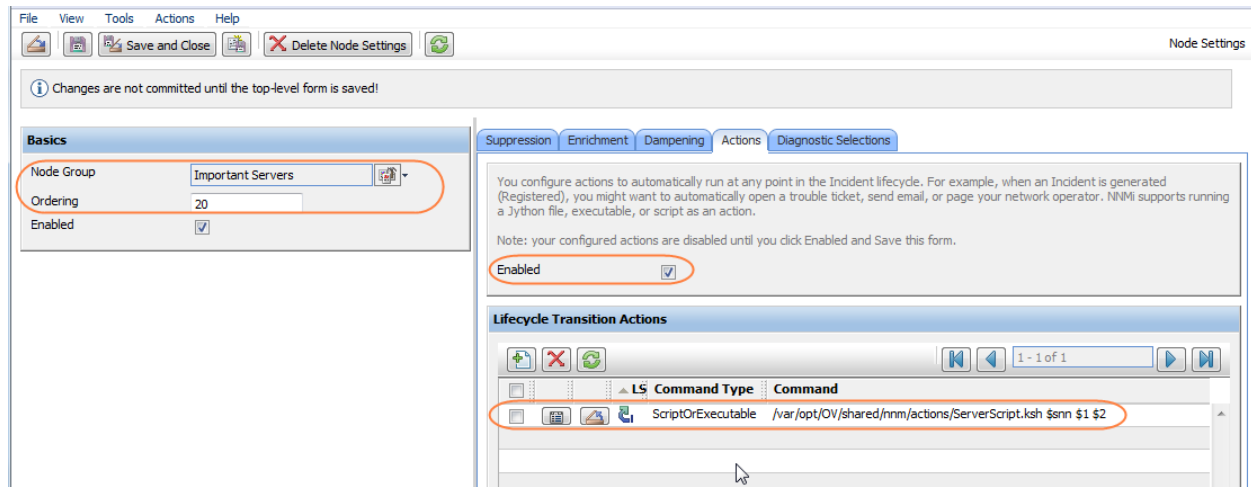 File View Tools Actions Help
Save and Close Delete Node Settings Node Settings
Changes are not committed until the top-level form is saved!
Basics
Node Group Important Servers
Ordering 20
Enabled
Suppression Enrichment Dampening Actions Diagnostic Selections
You configure actions to automatically run at any point in the Incident lifecycle. For example, when an Incident is generated
(Registered), you might want to automatically open a trouble ticket, send email, or page your network operator. NNMi supports running
a Jython file, executable, or script as an action.
Note: your configured actions are disabled until you click Enabled and Save this form.
Enabled
Lifecycle Transition Actions
1 - 1 of 1
LS Command Type Command
ScriptOrExecutable /var/opt/OV/shared/nnm/actions/ServerScript.ksh $snn $1 $2